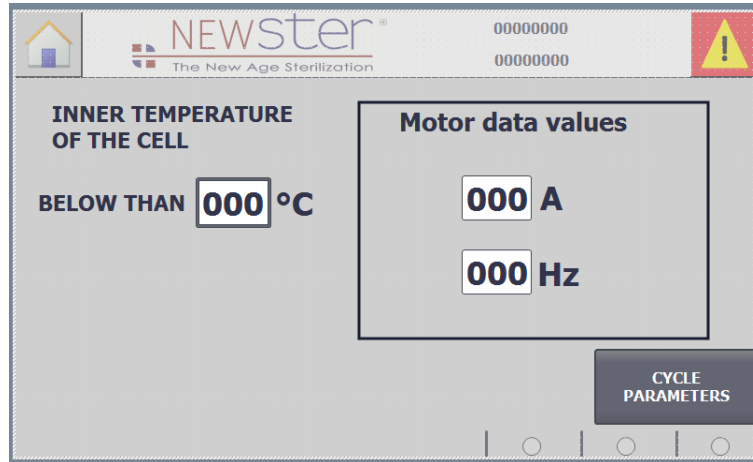 NEWSter®
The New Age Sterilization
00000000
00000000
INNER TEMPERATURE
OF THE CELL
BELOW THAN 000 °C
Motor data values
000 A
000 Hz
CYCLE
PARAMETERS